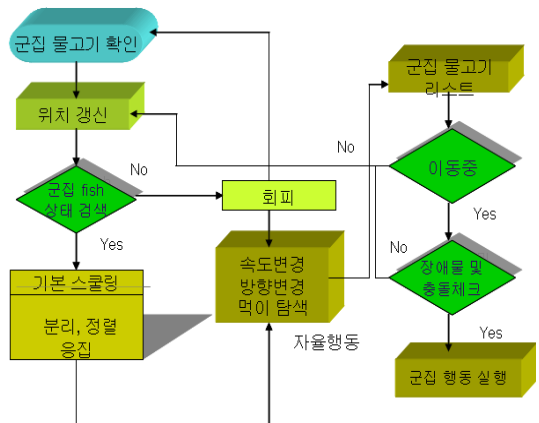 군집 물고기 확인
위치 갱신
No
군집 fish
상태 검색
Yes
기본 스쿨링
분리, 정렬
응집
회피
속도변경
방향변경
먹이 탐색
자율행동
군집 물고기
리스트
No
이동중
Yes
No
장애물 및
충돌체크
Yes
군집 행동 실행